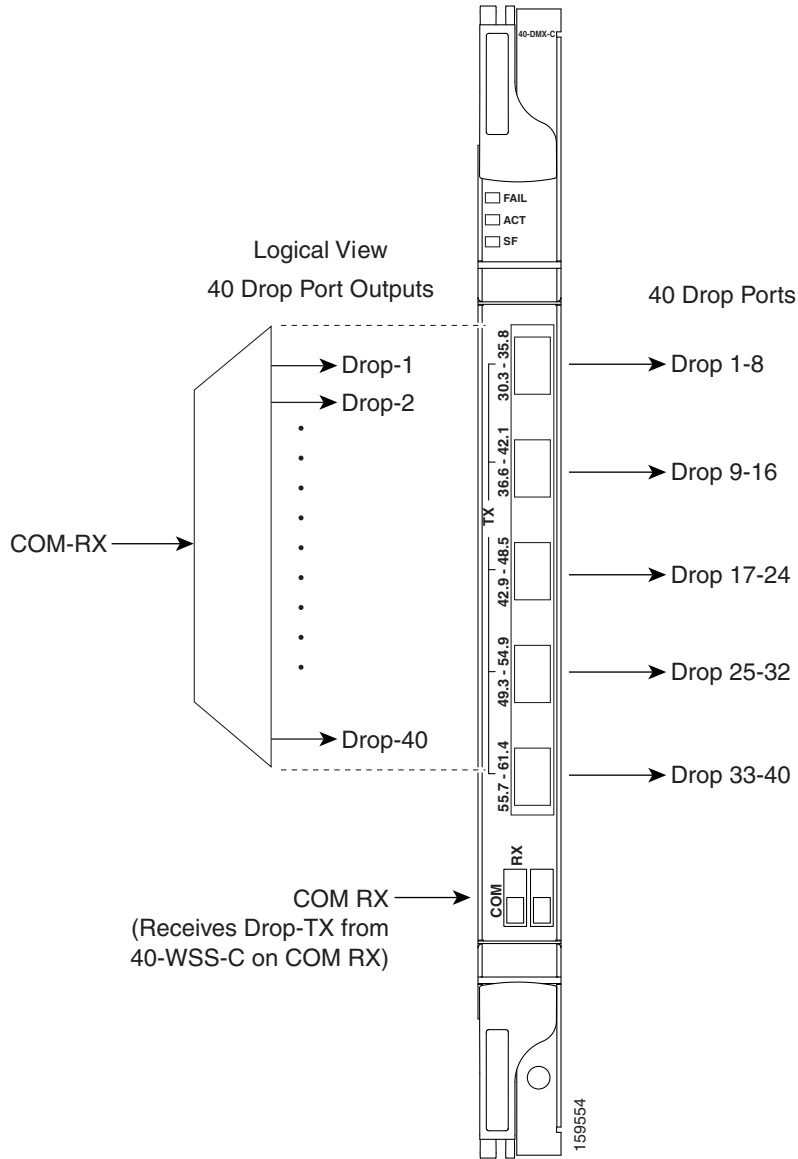 40-DMX-C
FAIL
ACT
SF
Logical View
40 Drop Port Outputs
40 Drop Ports
Drop-1
Drop-2
Drop-40
COM-RX
TX
30.3 - 35.8
36.6 - 42.1
42.9 - 48.5
49.3 - 54.9
55.7 - 61.4
Drop 1-8
Drop 9-16
Drop 17-24
Drop 25-32
Drop 33-40
RX
COM
COM RX
(Receives Drop-TX from
40-WSS-C on COM RX)
159554